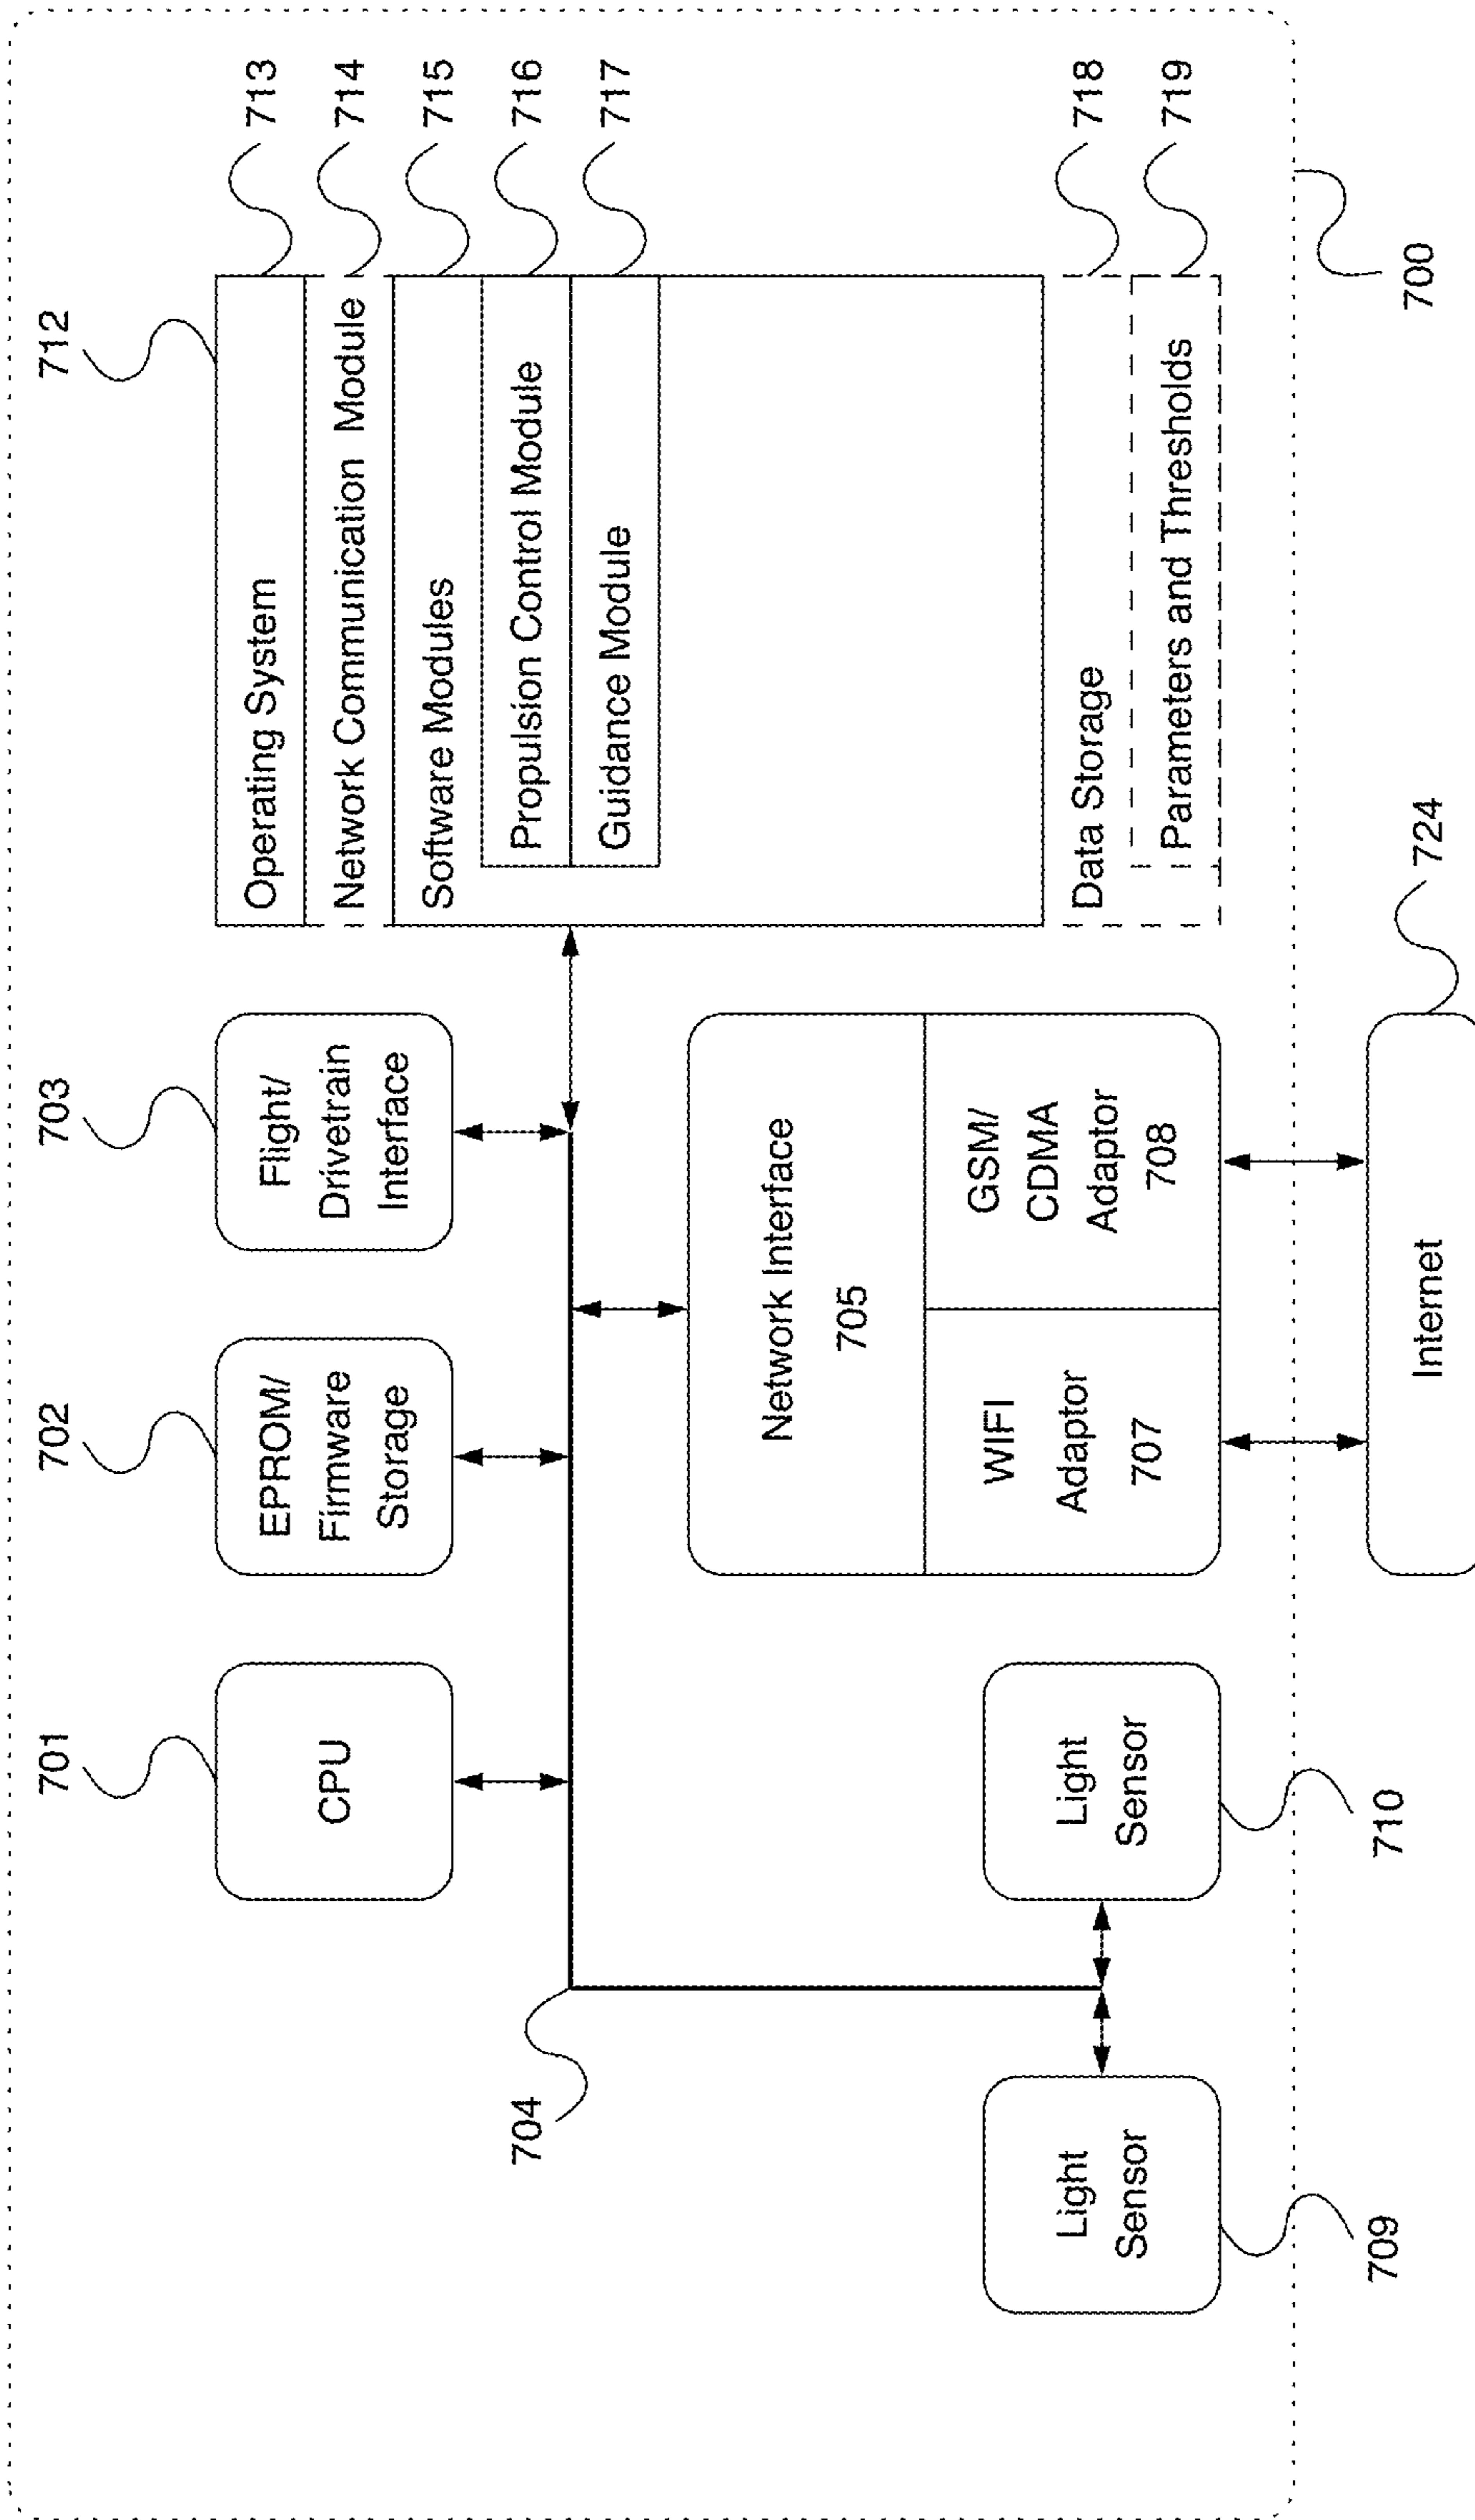 701
702
703
712
CPU
EPROM/
Firmware
Storage
Flight/
Drivetrain
Interface
Operating System
713
Network Communication Module
714
Software Modules
715
Propulsion Control Module
716
Guidance Module
717
704
Network Interface
705
WIFI
Adaptor
707
GSM/
CDMA
Adaptor
708
Light
Sensor
Light
Sensor
Data Storage
718
Parameters and Thresholds
719
709
710
Internet
724
700